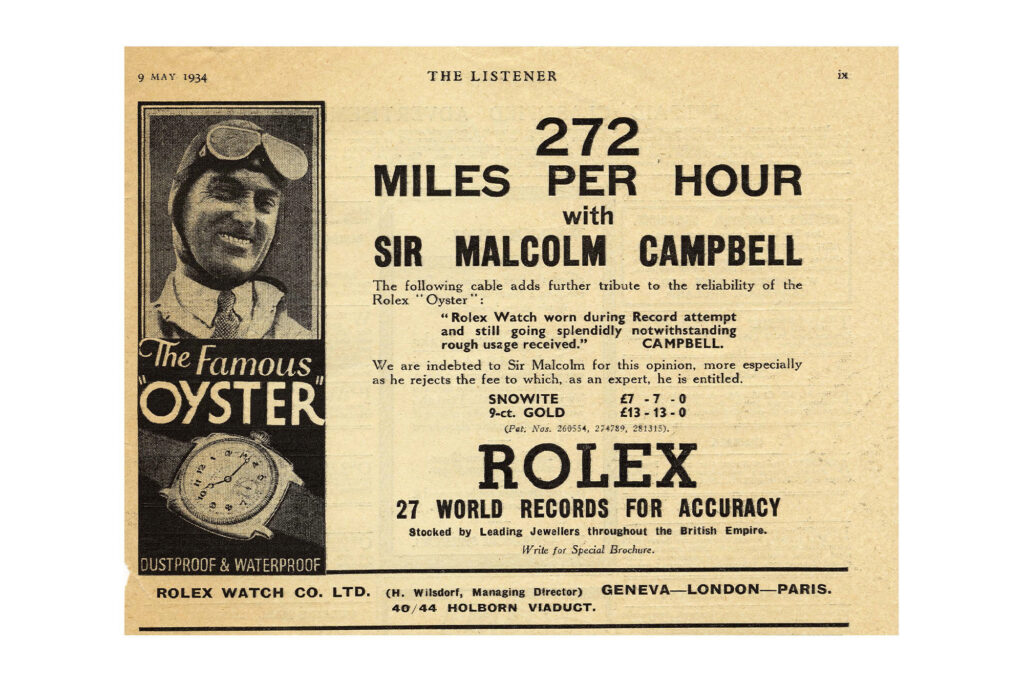 9 MAY 1934
THE LISTENER
ix
272
MILES PER HOUR
with
SIR MALCOLM CAMPBELL
The following cable adds further tribute to the reliability of the
Rolex "Oyster":
"Rolex Watch worn during Record attempt
and still going splendidly notwithstanding
rough usage received." CAMPBELL.
We are indebted to Sir Malcolm for this opinion, more especially
as he rejects the fee to which, as an expert, he is entitled.
SNOWITE £7 - 7 - 0
9-ct. GOLD £13 - 13 - 0
(Pat. Nos. 260554, 274789, 281315).
ROLEX
27 WORLD RECORDS FOR ACCURACY
Stocked by Leading Jewellers throughout the British Empire.
Write for Special Brochure.
The Famous
"OYSTER"
DUSTPROOF & WATERPROOF
ROLEX WATCH CO. LTD. (H. Wilsdorf, Managing Director) GENEVA—LONDON—PARIS.
40/44 HOLBORN VIADUCT.